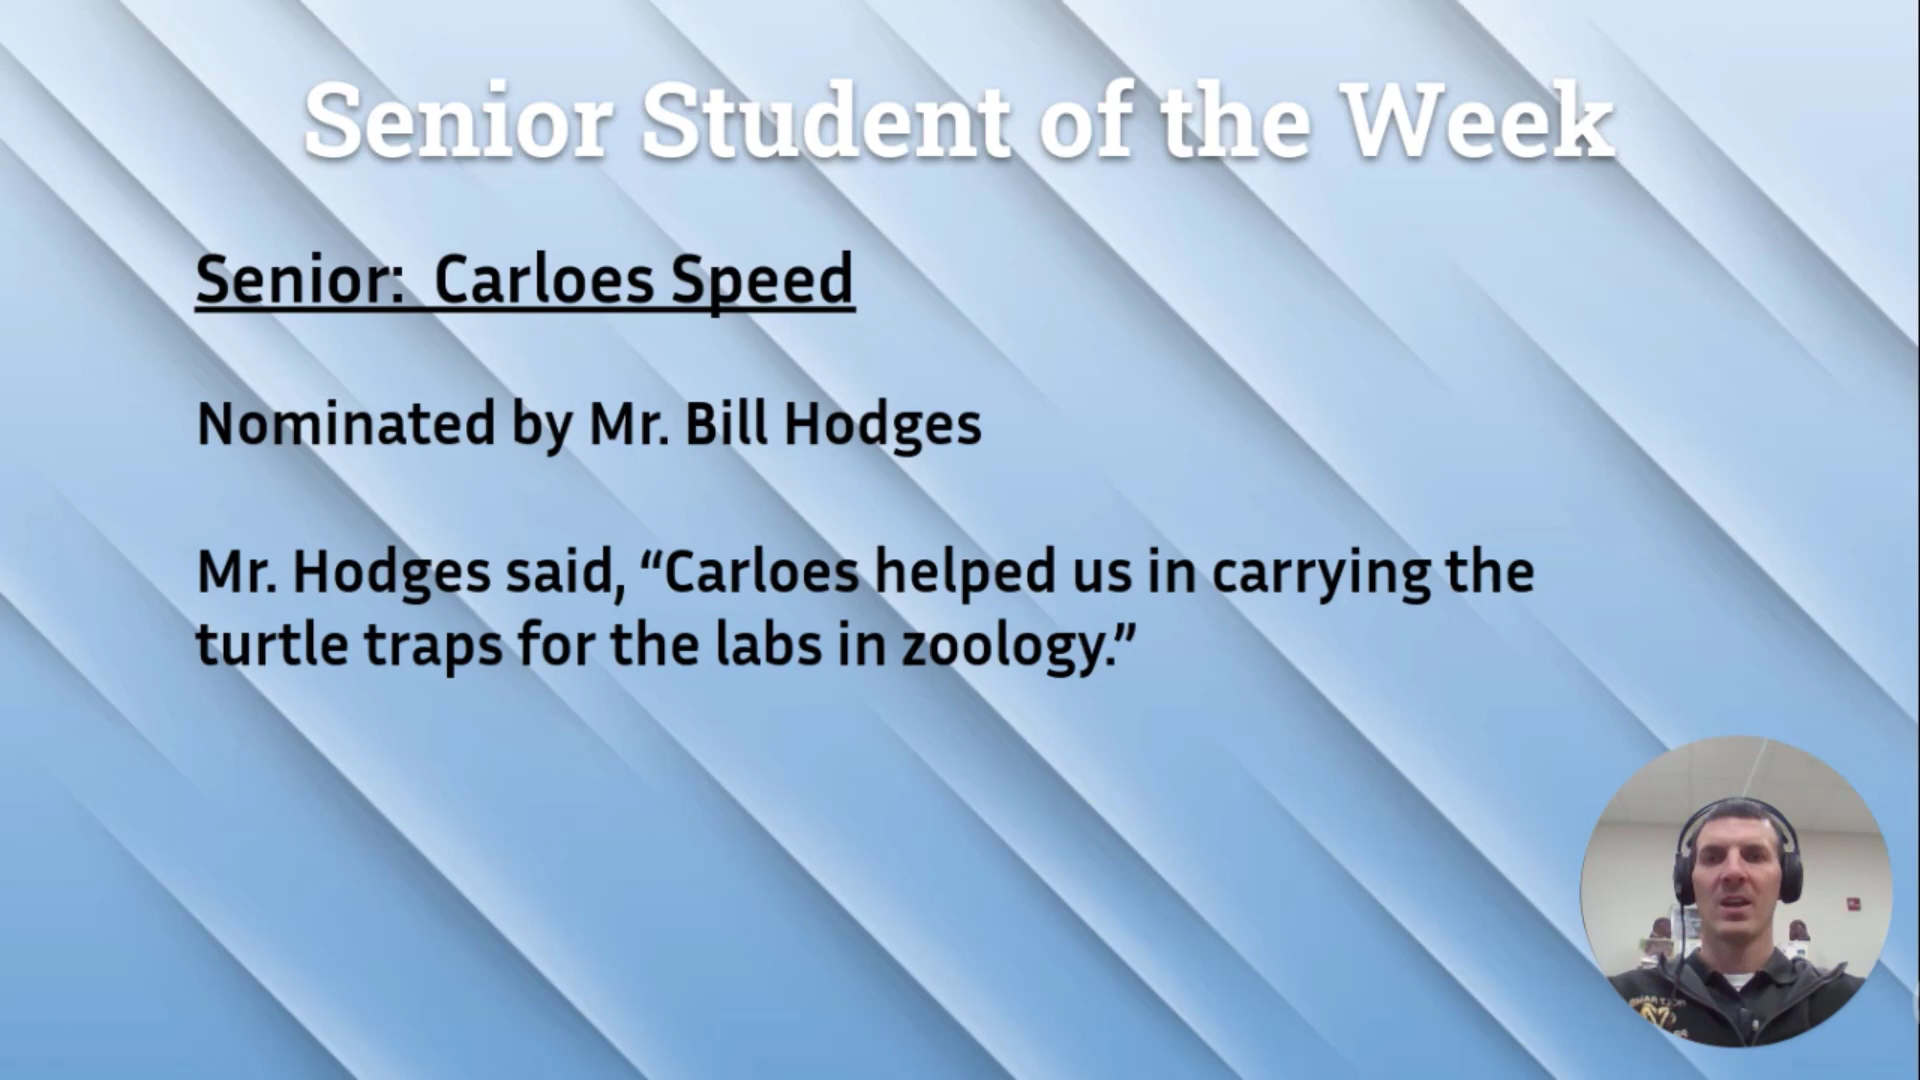 Senior Student of the Week
Senior: Carloes Speed
Nominated by Mr. Bill Hodges
Mr. Hodges said, “Carloes helped us in carrying the
turtle traps for the labs in zoology.”